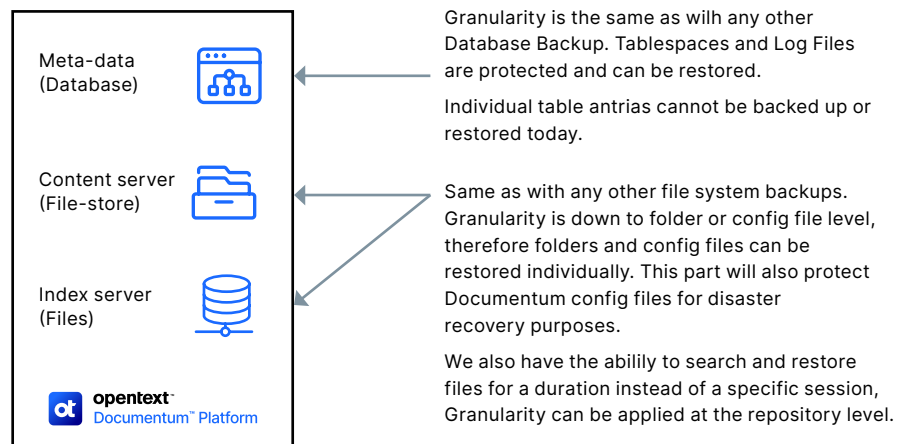 Meta-data
(Database)
Granularity is the same as wilh any other
Database Backup. Tablespaces and Log Files
are protected and can be restored.
Individual table antrias cannot be backed up or
restored today.
Content server
(File-store)
Same as with any other file system backups.
Granularity is down to folder or config file level,
therefore folders and config files can be
restored individually. This part will also protect
Documentum config files for disaster
recovery purposes.
Index server
(Files)
We also have the abilily to search and restore
files for a duration instead of a specific session,
Granularity can be applied at the repository level.
ot
opentext™
Documentum™ Platform